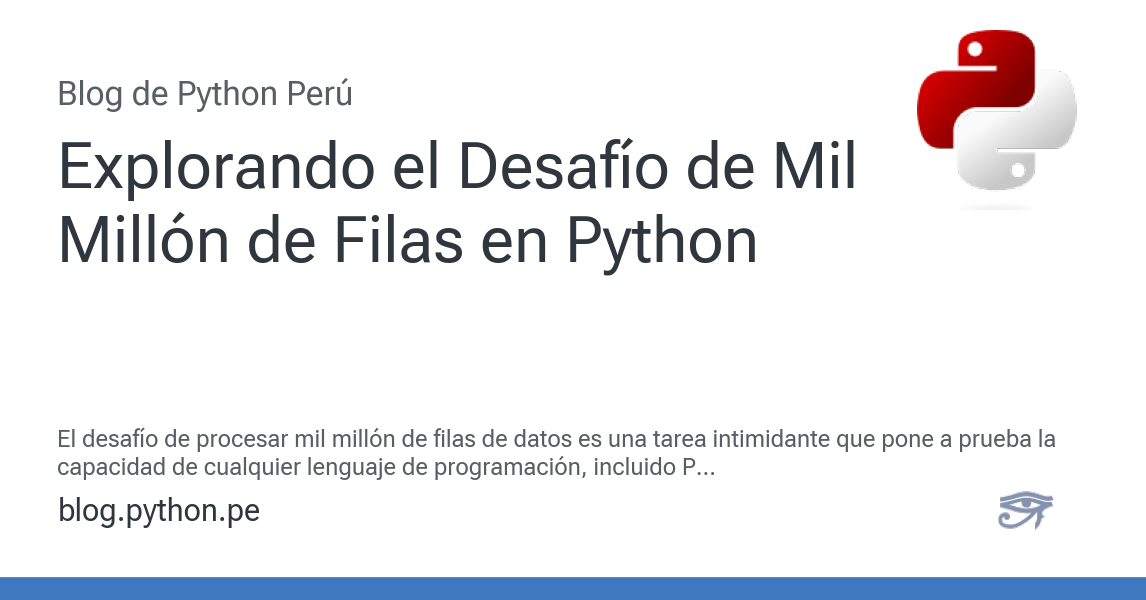 Blog de Python Perú
Explorando el Desafío de Mil
Millón de Filas en Python
El desafío de procesar mil millón de filas de datos es una tarea intimidante que pone a prueba la
capacidad de cualquier lenguaje de programación, incluido P...
blog.python.pe